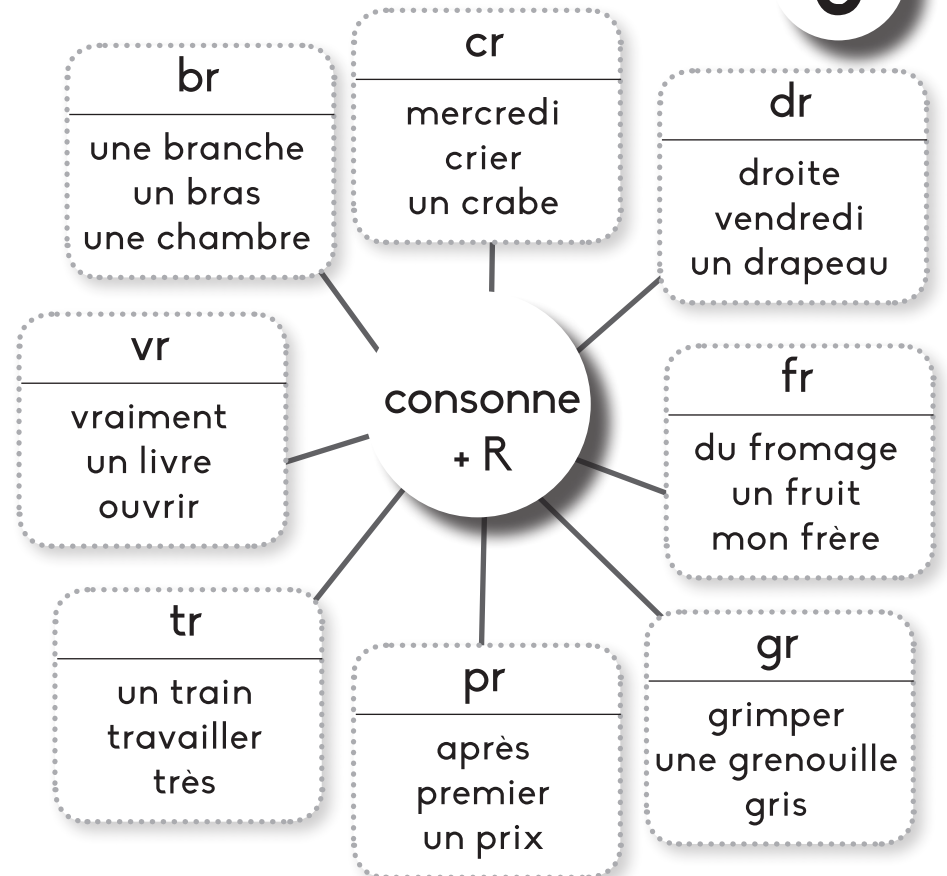 cr
mercredi
crier
un crabe
br
une branche
un bras
une chambre
dr
droite
vendredi
un drapeau
vr
vraiment
un livre
ouvrir
consonne
+ R
fr
du fromage
un fruit
mon frère
tr
un train
travailler
très
pr
après
premier
un prix
gr
grimper
une grenouille
gris